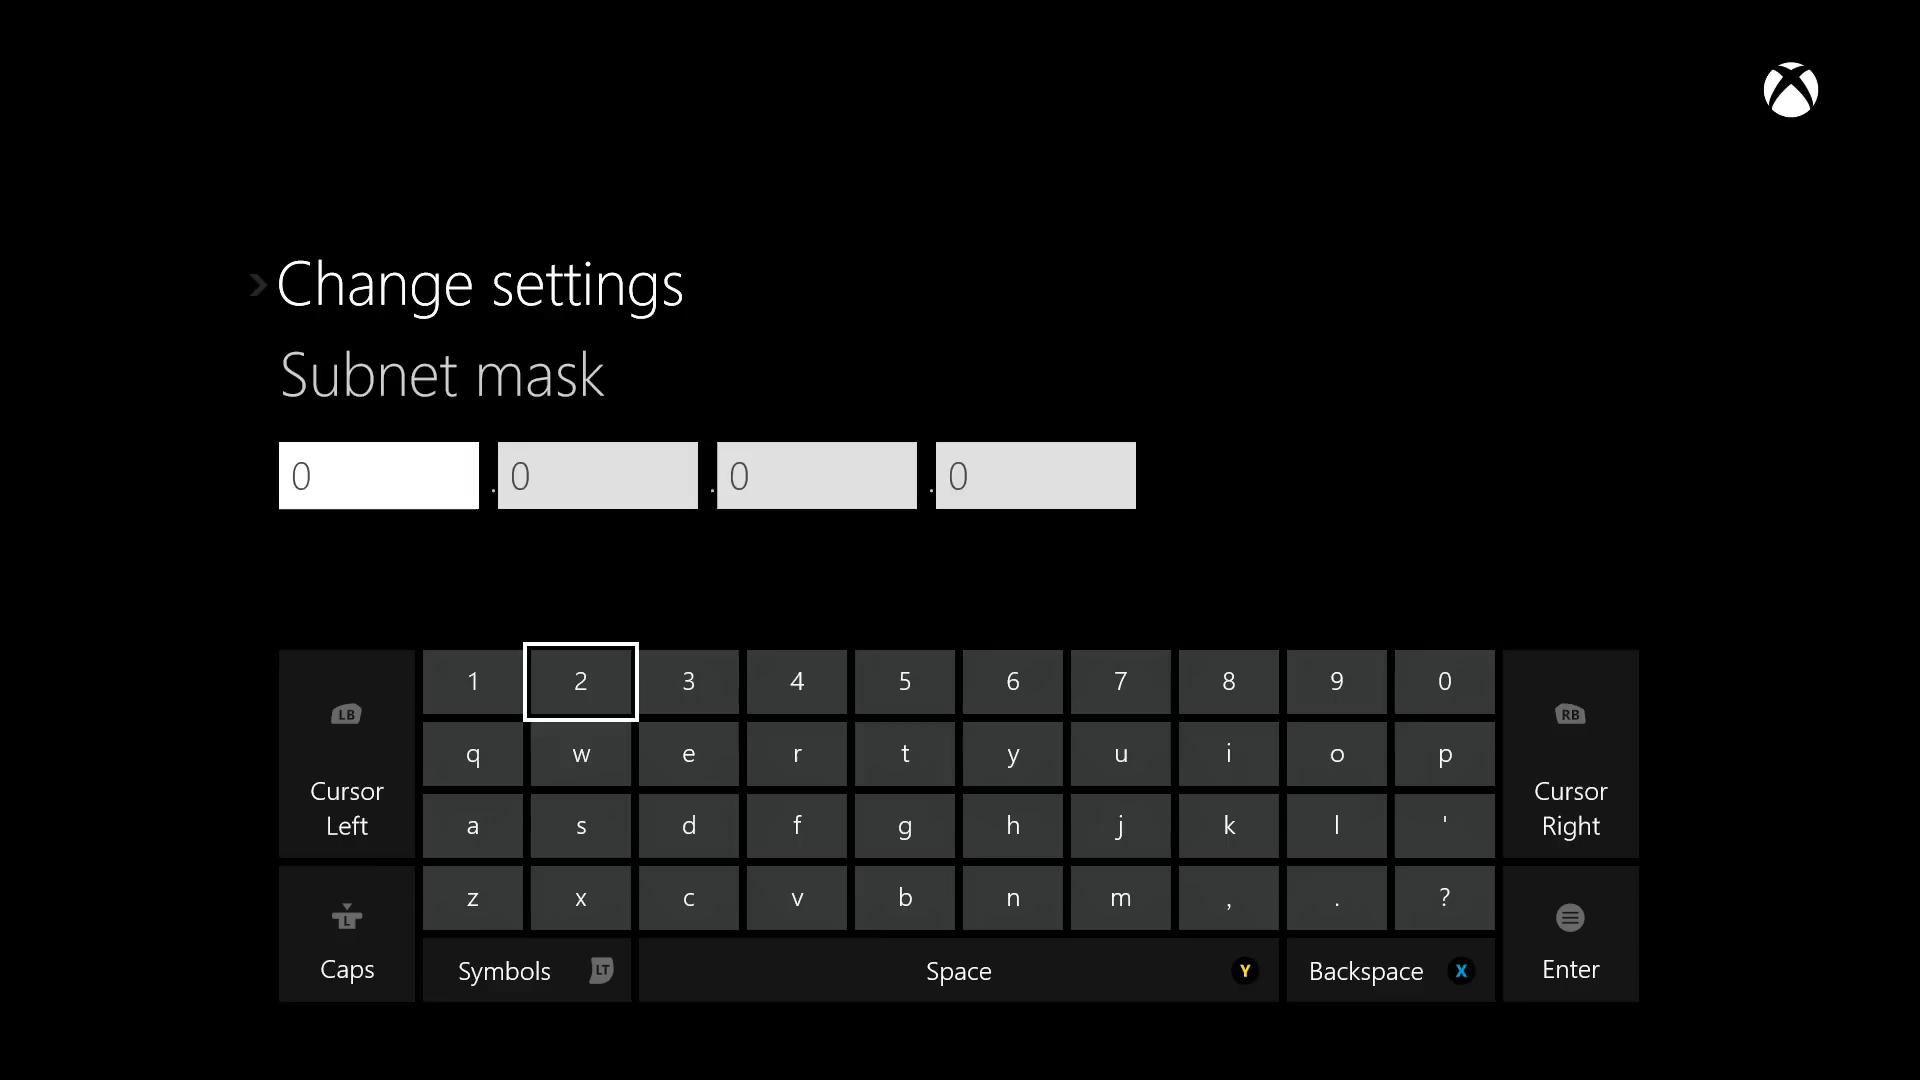 Change settings
Subnet mask
0 . 0 . 0 . 0
LB 1 2 3 4 5 6 7 8 9 0 RB
q w e r t y u i o p
Cursor Left a s d f g h j k l ' Cursor Right
L z x c v b n m , . ?
Caps Symbols LT Space Y Backspace X Enter